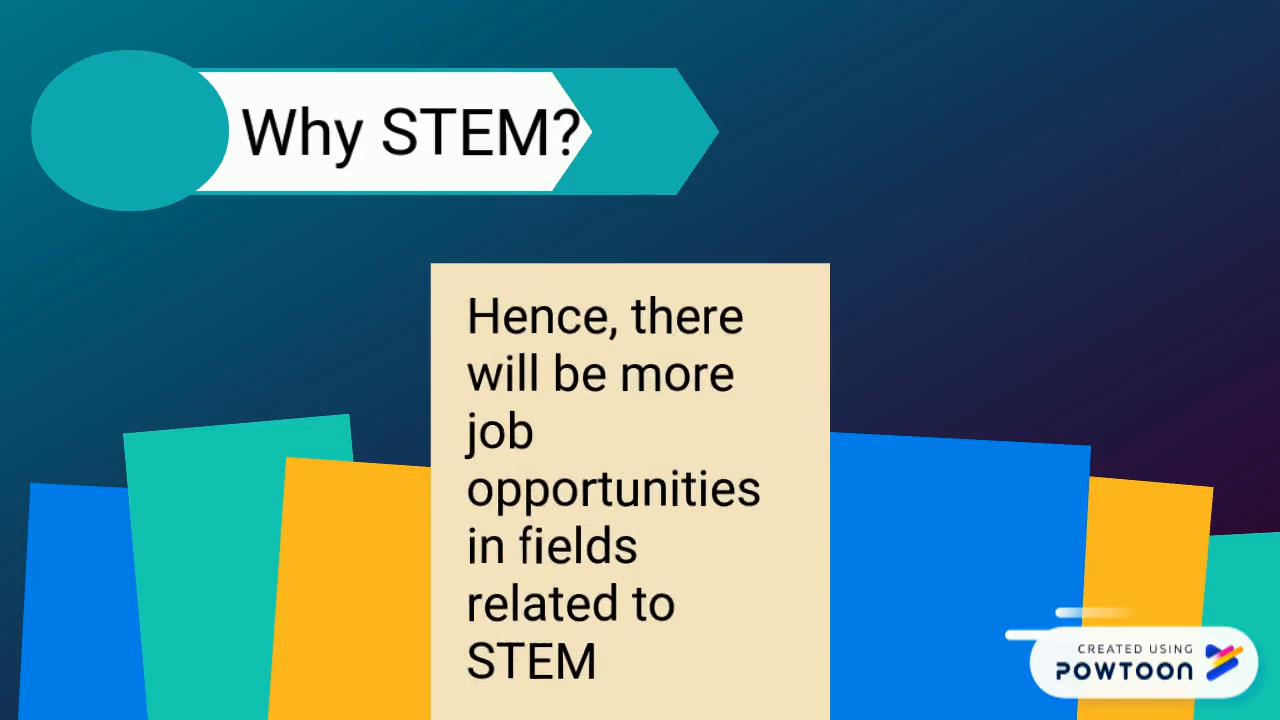 Why STEM?
Hence, there
will be more
job
opportunities
in fields
related to
STEM
CREATED USING
POWTOON